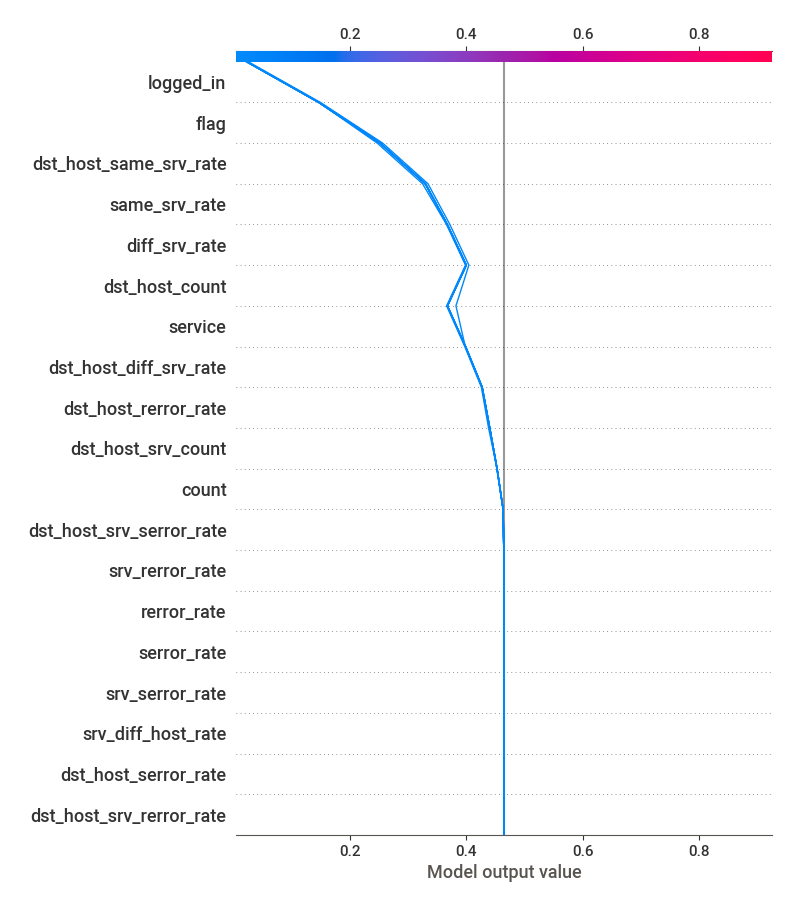 0.2 0.4 0.6 0.8
logged_in
flag
dst_host_same_srv_rate
same_srv_rate
diff_srv_rate
dst_host_count
service
dst_host_diff_srv_rate
dst_host_rerror_rate
dst_host_srv_count
count
dst_host_srv_serror_rate
srv_rerror_rate
rerror_rate
serror_rate
srv_serror_rate
srv_diff_host_rate
dst_host_serror_rate
dst_host_srv_rerror_rate
0.2 0.4 0.6 0.8
Model output value